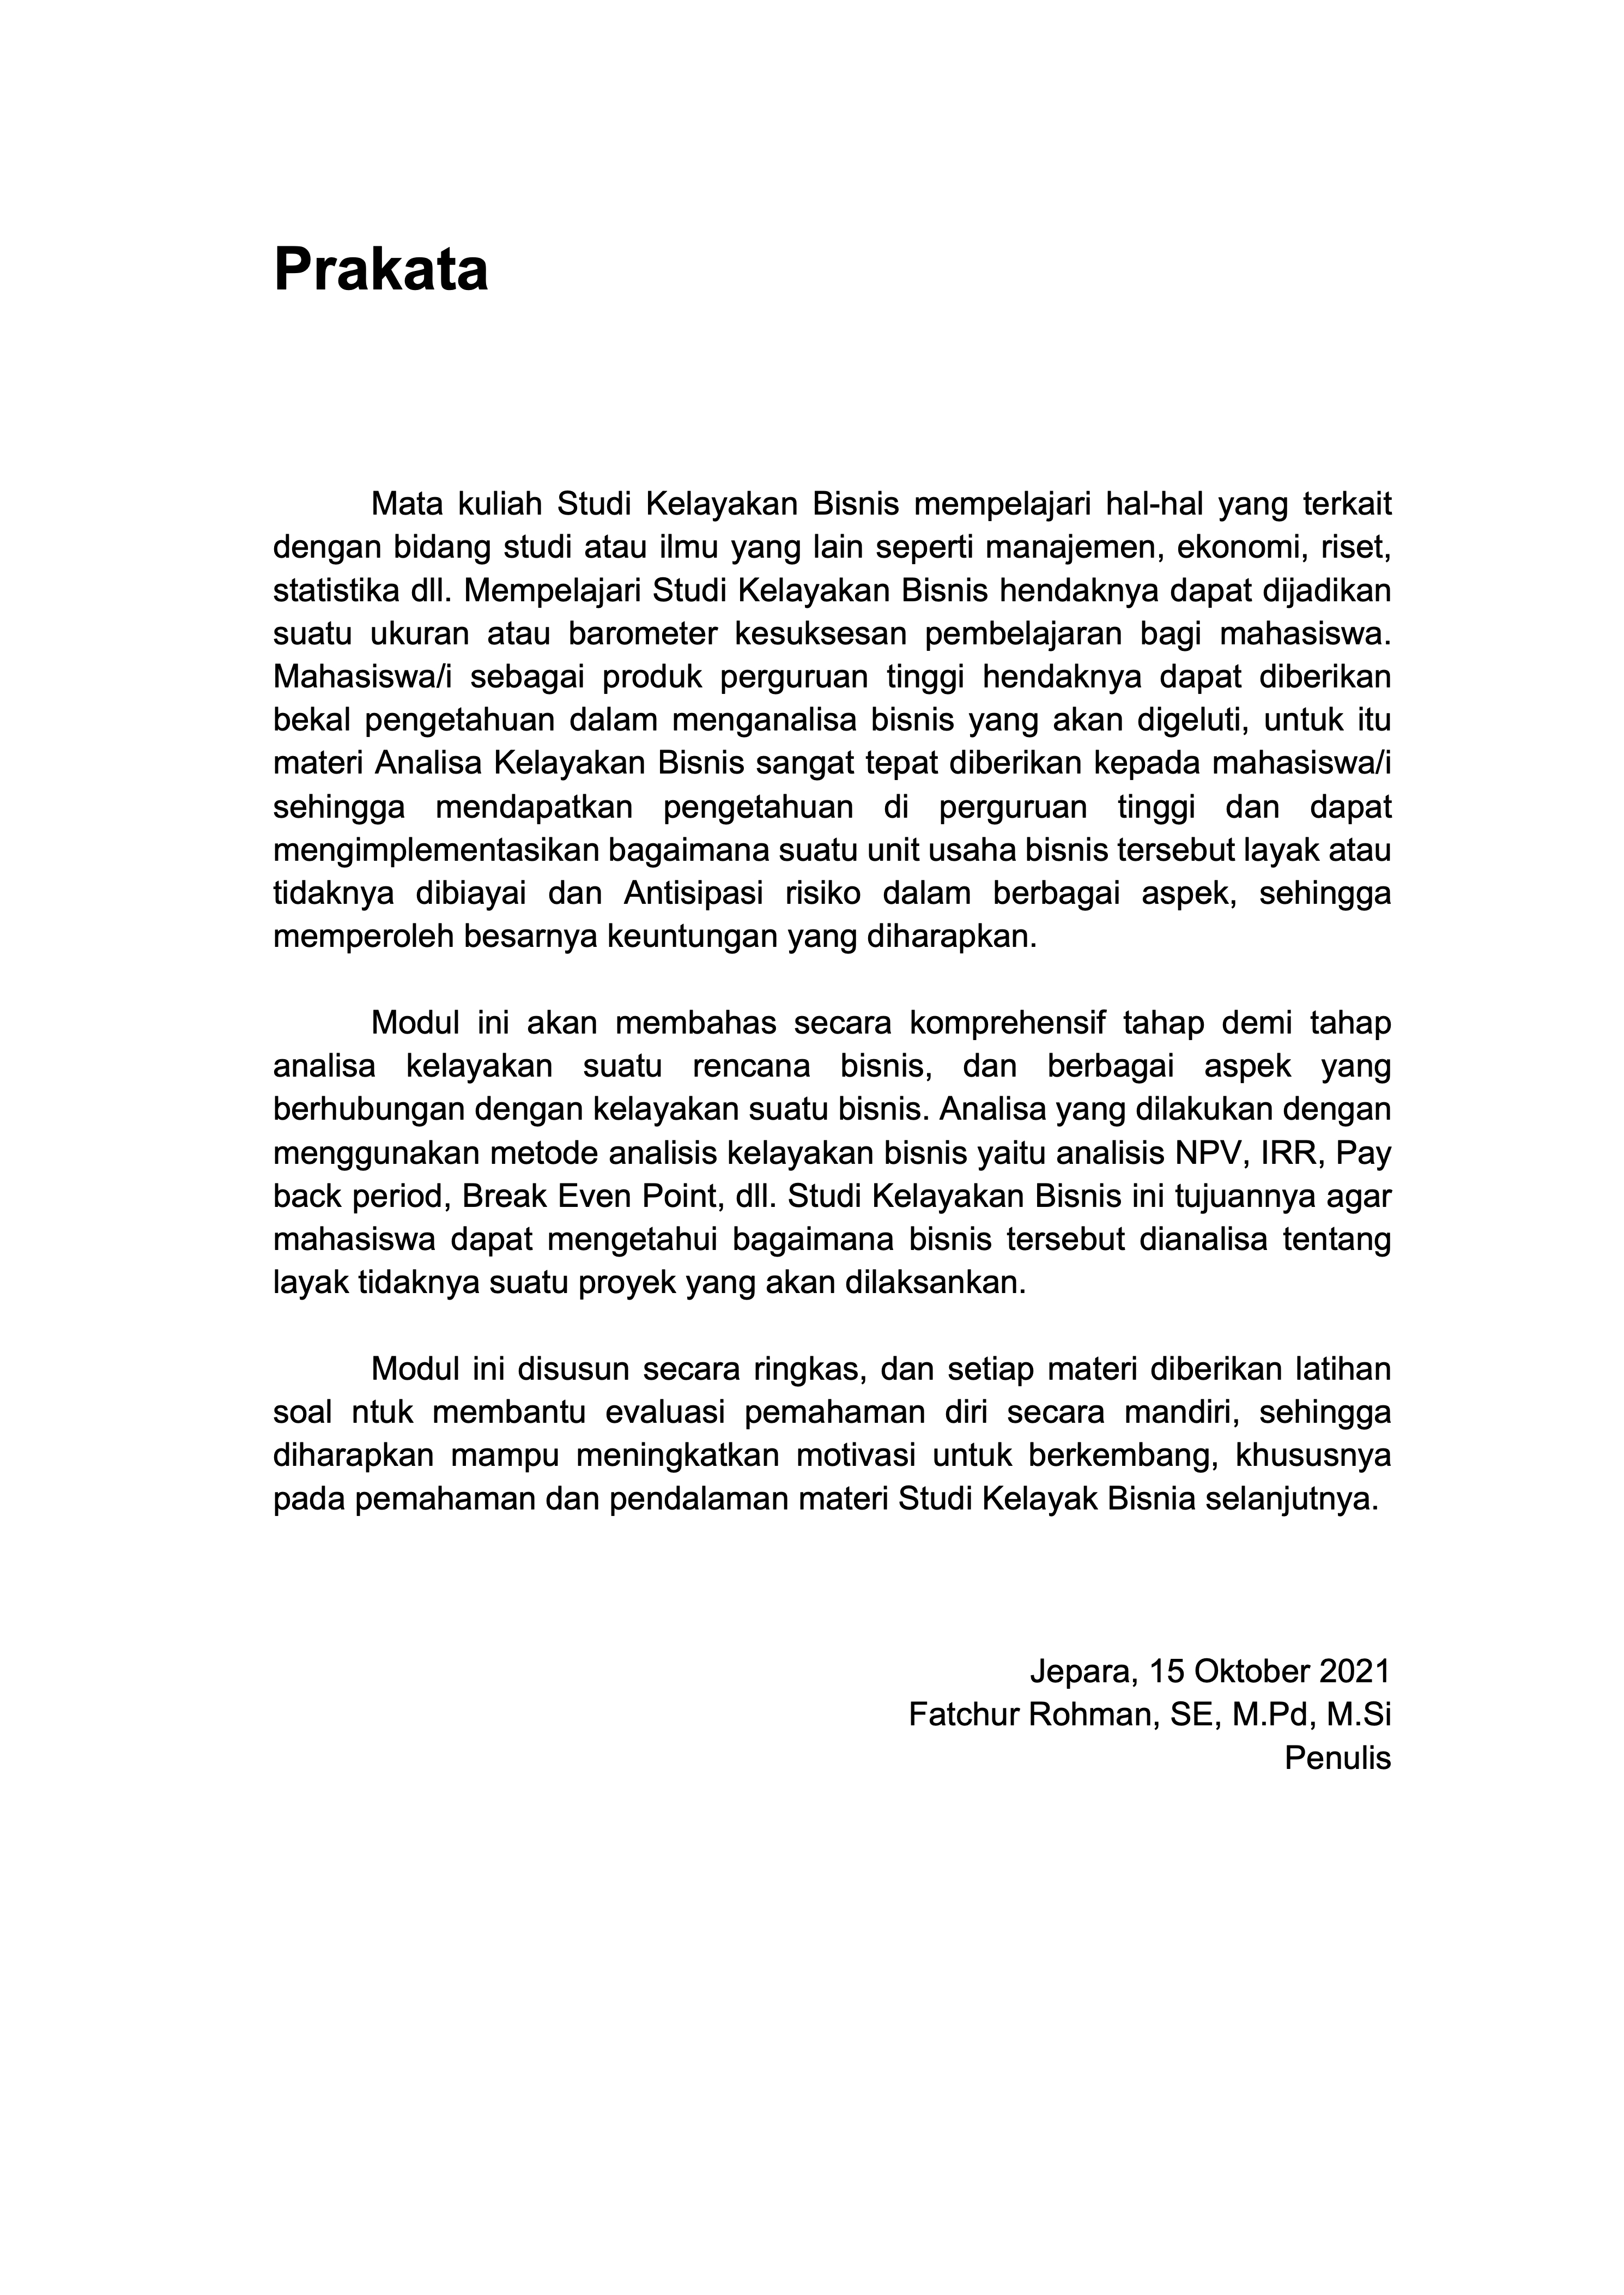 Prakata
Mata kuliah Studi Kelayakan Bisnis mempelajari hal-hal yang terkait
dengan bidang studi atau ilmu yang lain seperti manajemen, ekonomi, riset,
statistika dll. Mempelajari Studi Kelayakan Bisnis hendaknya dapat dijadikan
suatu ukuran atau barometer kesuksesan pembelajaran bagi mahasiswa.
Mahasiswa/i sebagai produk perguruan tinggi hendaknya dapat diberikan
bekal pengetahuan dalam menganalisa bisnis yang akan digeluti, untuk itu
materi Analisa Kelayakan Bisnis sangat tepat diberikan kepada mahasiswa/i
sehingga mendapatkan pengetahuan di perguruan tinggi dan dapat
mengimplementasikan bagaimana suatu unit usaha bisnis tersebut layak atau
tidaknya dibiayai dan Antisipasi risiko dalam berbagai aspek, sehingga
memperoleh besarnya keuntungan yang diharapkan.
Modul ini akan membahas secara komprehensif tahap demi tahap
analisa kelayakan suatu rencana bisnis, dan berbagai aspek yang
berhubungan dengan kelayakan suatu bisnis. Analisa yang dilakukan dengan
menggunakan metode analisis kelayakan bisnis yaitu analisis NPV, IRR, Pay
back period, Break Even Point, dll. Studi Kelayakan Bisnis ini tujuannya agar
mahasiswa dapat mengetahui bagaimana bisnis tersebut dianalisa tentang
layak tidaknya suatu proyek yang akan dilaksankan.
Modul ini disusun secara ringkas, dan setiap materi diberikan latihan
soal ntuk membantu evaluasi pemahaman diri secara mandiri, sehingga
diharapkan mampu meningkatkan motivasi untuk berkembang, khususnya
pada pemahaman dan pendalaman materi Studi Kelayak Bisnia selanjutnya.
Jepara, 15 Oktober 2021
Fatchur Rohman, SE, M.Pd, M.Si
Penulis